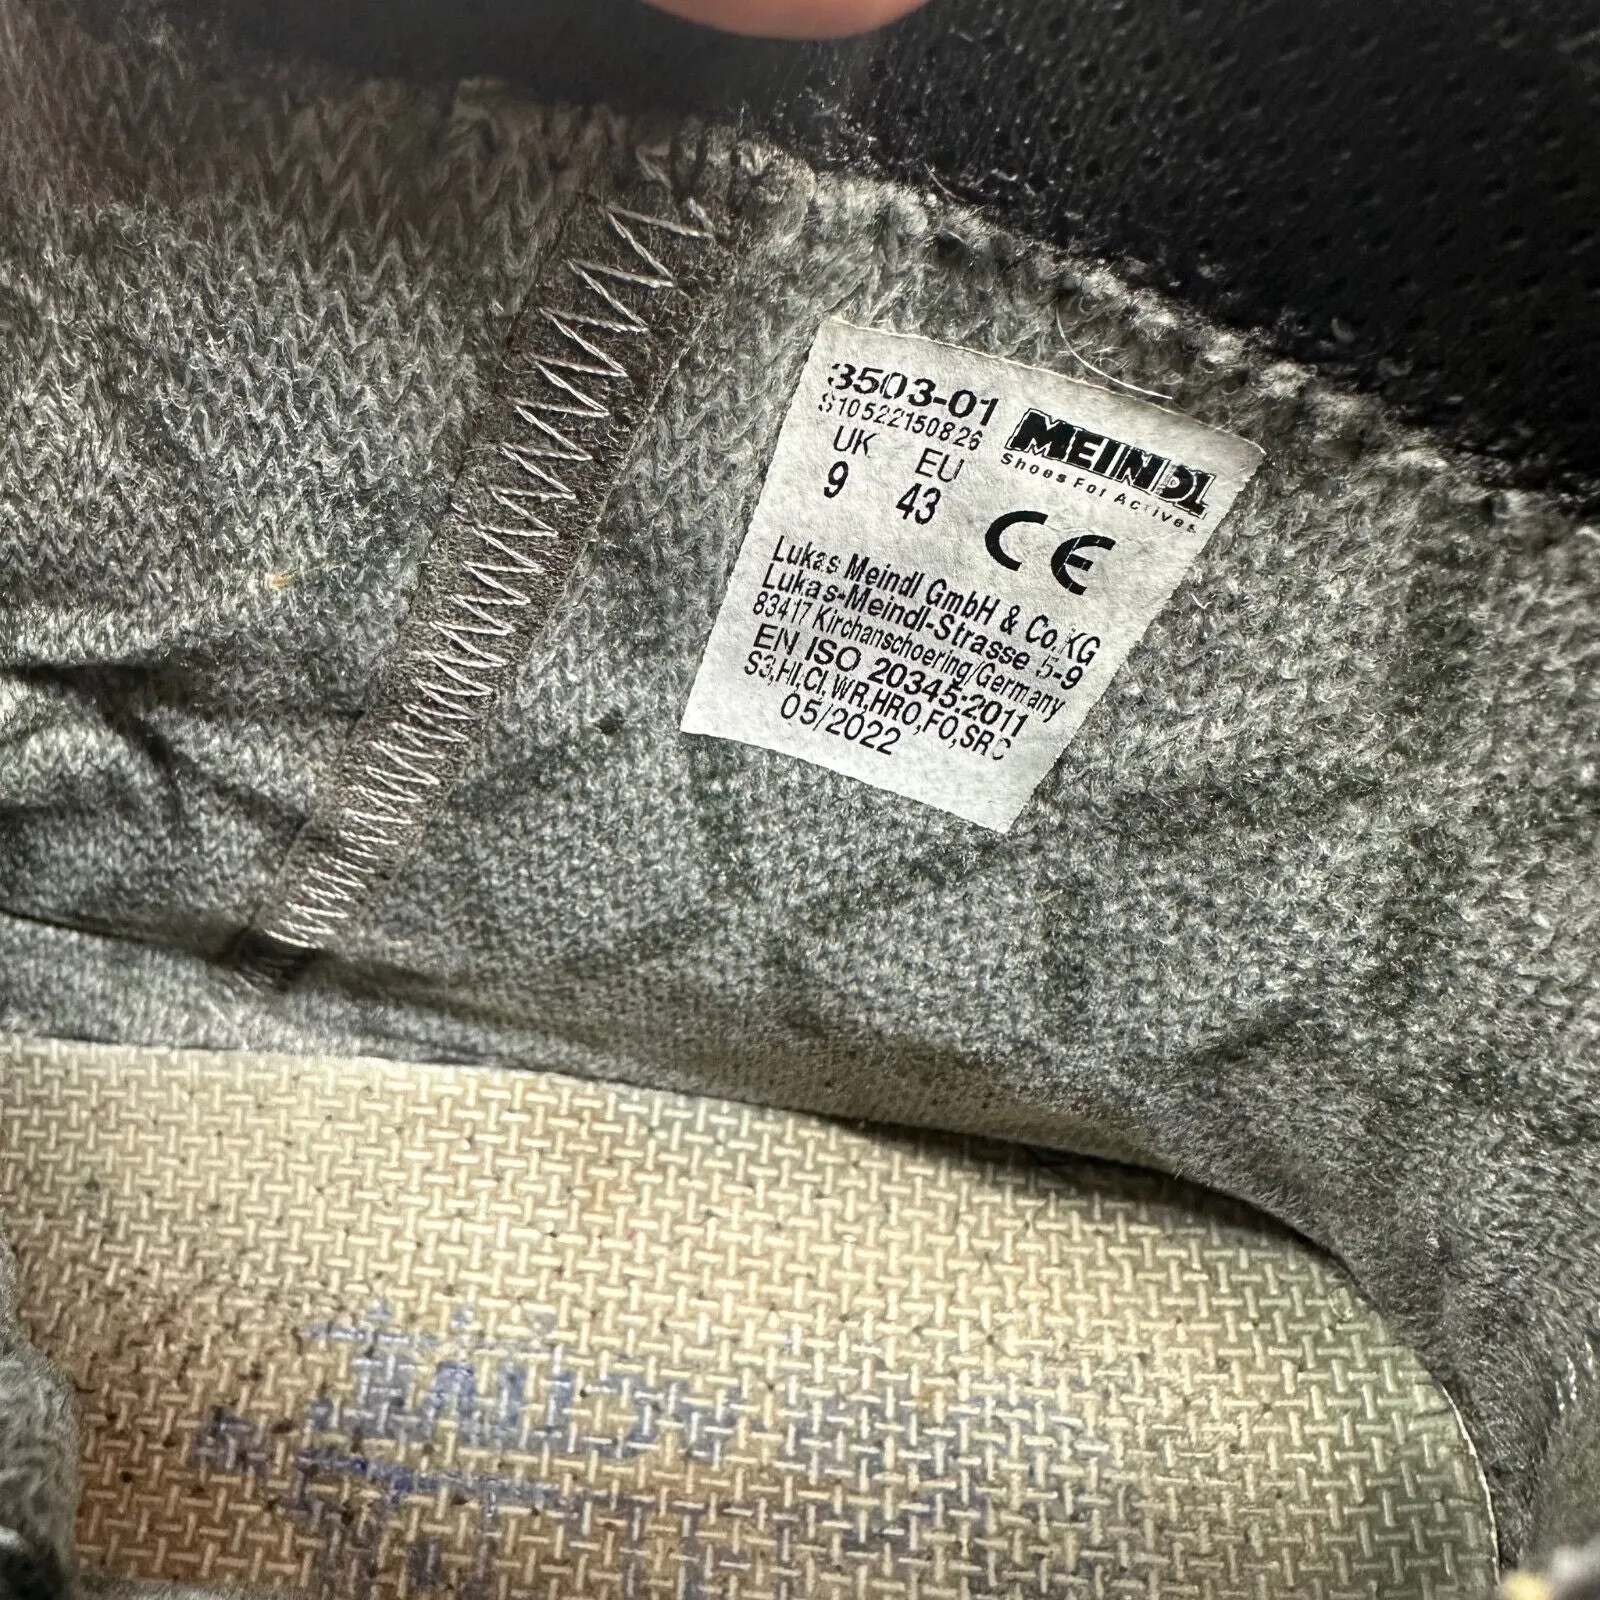 3503-01
S10522150826
MEINDL
Shoes For Actives
UK EU
9 43
CE
Lukas Meindl GmbH & Co.KG
Lukas-Meindl-Strasse 5-9
83417 Kirchanschoering/Germany
EN ISO 20345:2011
S3,HI,CI,WR,HRO,FO,SRC
05/2022